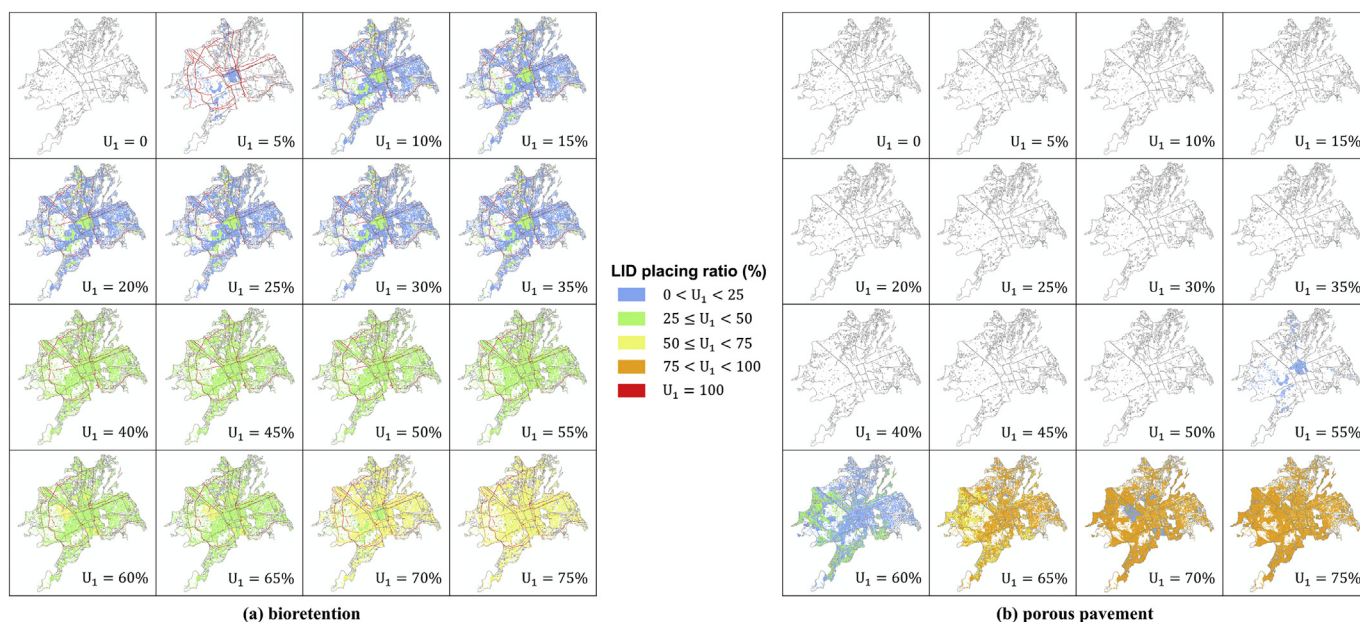 U₁ = 0
U₁ = 5%
U₁ = 10%
U₁ = 15%
U₁ = 20%
U₁ = 25%
U₁ = 30%
U₁ = 35%
U₁ = 40%
U₁ = 45%
U₁ = 50%
U₁ = 55%
U₁ = 60%
U₁ = 65%
U₁ = 70%
U₁ = 75%
(a) bioretention
LID placing ratio (%)
0 < U₁ < 25
25 ≤ U₁ < 50
50 ≤ U₁ < 75
75 < U₁ < 100
U₁ = 100
U₁ = 0
U₁ = 5%
U₁ = 10%
U₁ = 15%
U₁ = 20%
U₁ = 25%
U₁ = 30%
U₁ = 35%
U₁ = 40%
U₁ = 45%
U₁ = 50%
U₁ = 55%
U₁ = 60%
U₁ = 65%
U₁ = 70%
U₁ = 75%
(b) porous pavement